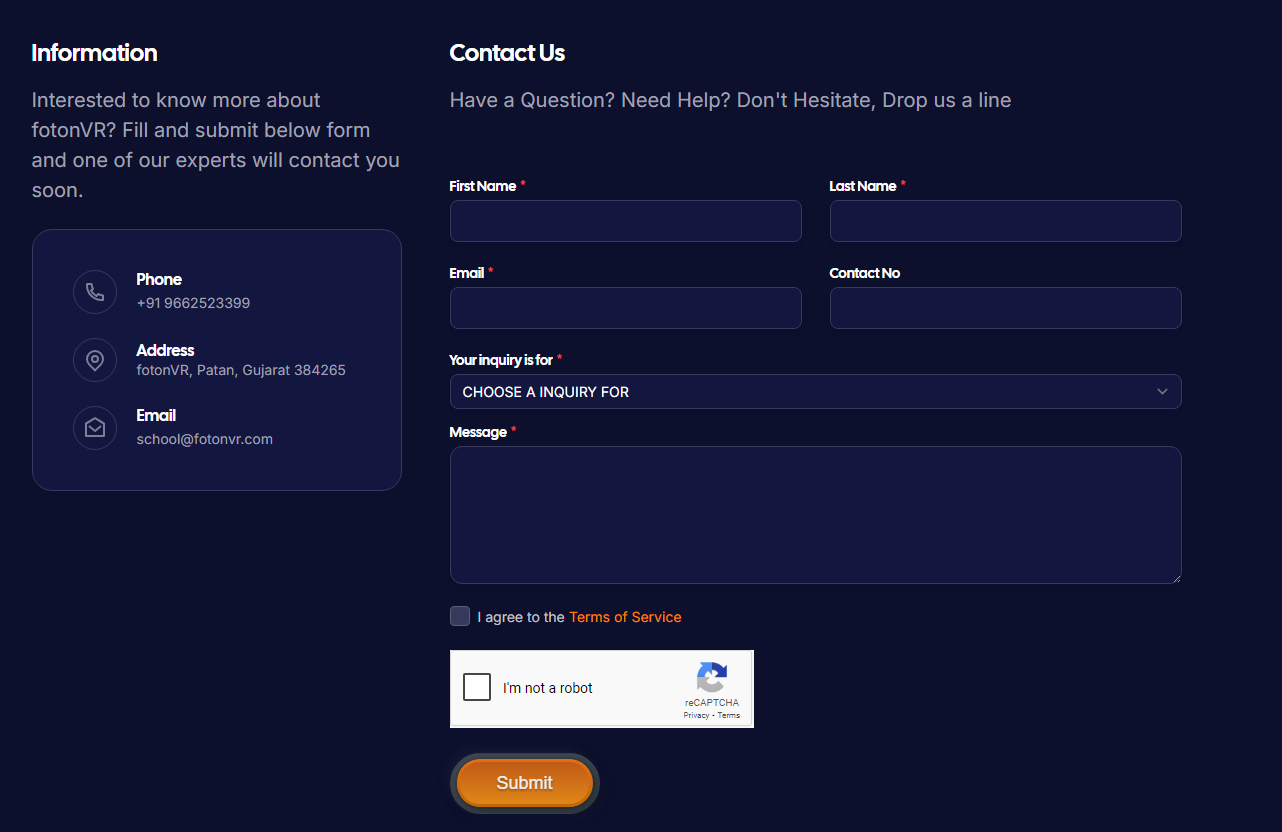 Information
Interested to know more about
fotonVR? Fill and submit below form
and one of our experts will contact you
soon.
Phone
+91 9662523399
Address
fotonVR, Patan, Gujarat 384265
Email
school@fotonvr.com
Contact Us
Have a Question? Need Help? Don't Hesitate, Drop us a line
First Name *
Last Name *
Email *
Contact No
Your inquiry is for *
CHOOSE A INQUIRY FOR
Message *
I agree to the Terms of Service
I'm not a robot
reCAPTCHA
Privacy - Terms
Submit